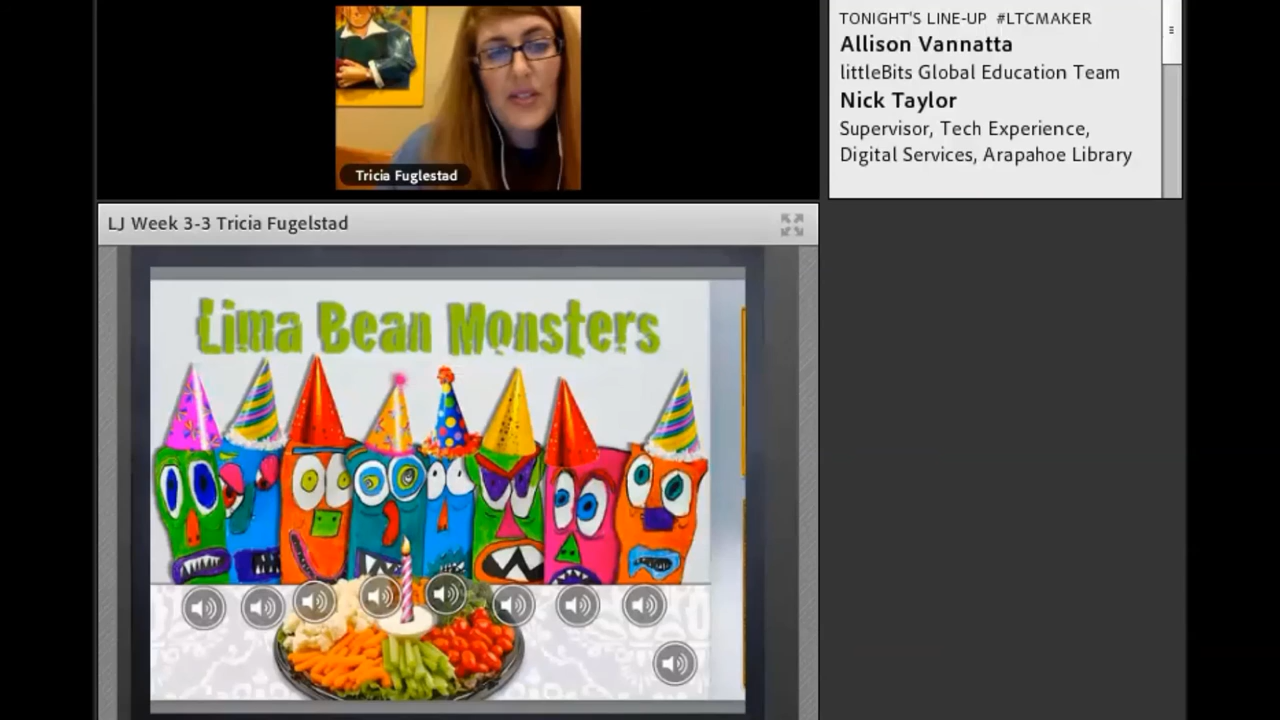 Tricia Fuglestad
TONIGHT'S LINE-UP #LTCMAKER
Allison Vannatta
littleBits Global Education Team
Nick Taylor
Supervisor, Tech Experience,
Digital Services, Arapahoe Library
LJ Week 3-3 Tricia Fugelstad
Lima Bean Monsters